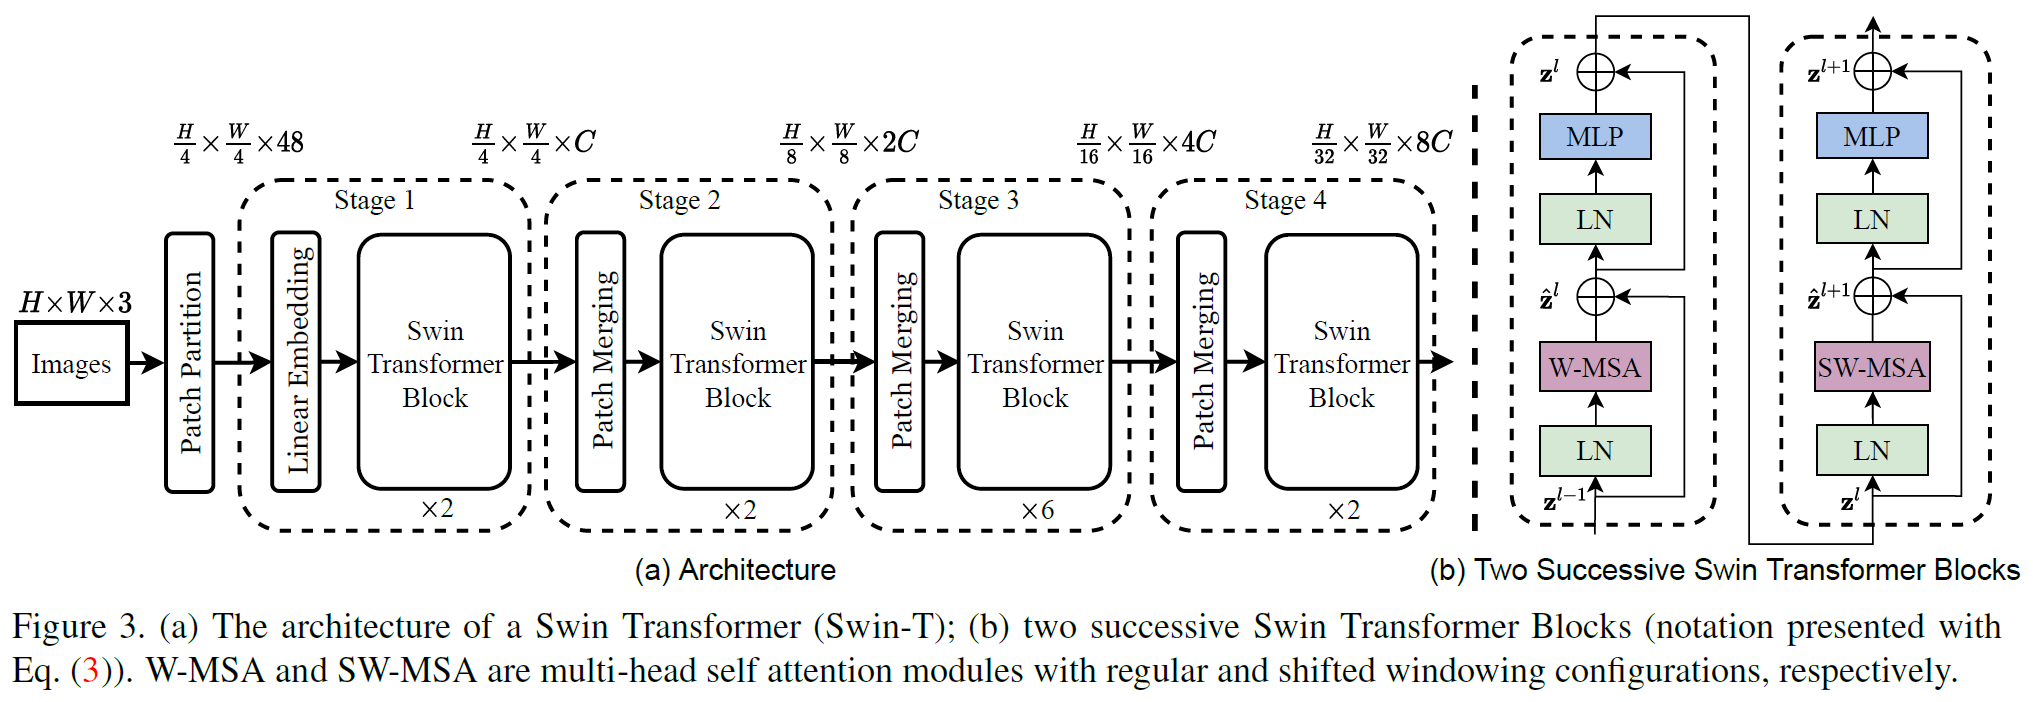 H/4 × W/4 × 48
H/4 × W/4 × C
H/8 × W/8 × 2C
H/16 × W/16 × 4C
H/32 × W/32 × 8C
Stage 1
Stage 2
Stage 3
Stage 4
H×W×3
Images
Patch Partition
Linear Embedding
Swin
Transformer
Block
×2
Patch Merging
Swin
Transformer
Block
×2
Patch Merging
Swin
Transformer
Block
×6
Patch Merging
Swin
Transformer
Block
×2
(a) Architecture
z^l
MLP
LN
ẑ^l
W-MSA
LN
z^{l−1}
z^{l+1}
MLP
LN
ẑ^{l+1}
SW-MSA
LN
z^l
(b) Two Successive Swin Transformer Blocks
Figure 3. (a) The architecture of a Swin Transformer (Swin-T); (b) two successive Swin Transformer Blocks (notation presented with
Eq. (3)). W-MSA and SW-MSA are multi-head self attention modules with regular and shifted windowing configurations, respectively.